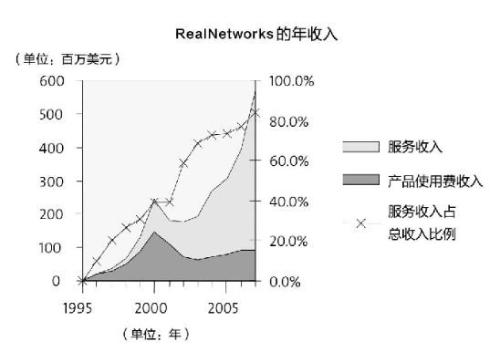 RealNetworks的年收入
（单位：百万美元）
600
500
400
300
200
100
0
100.0%
80.0%
60.0%
40.0%
20.0%
0.0%
1995
2000
2005
（单位：年）
服务收入
产品使用费收入
服务收入占
总收入比例